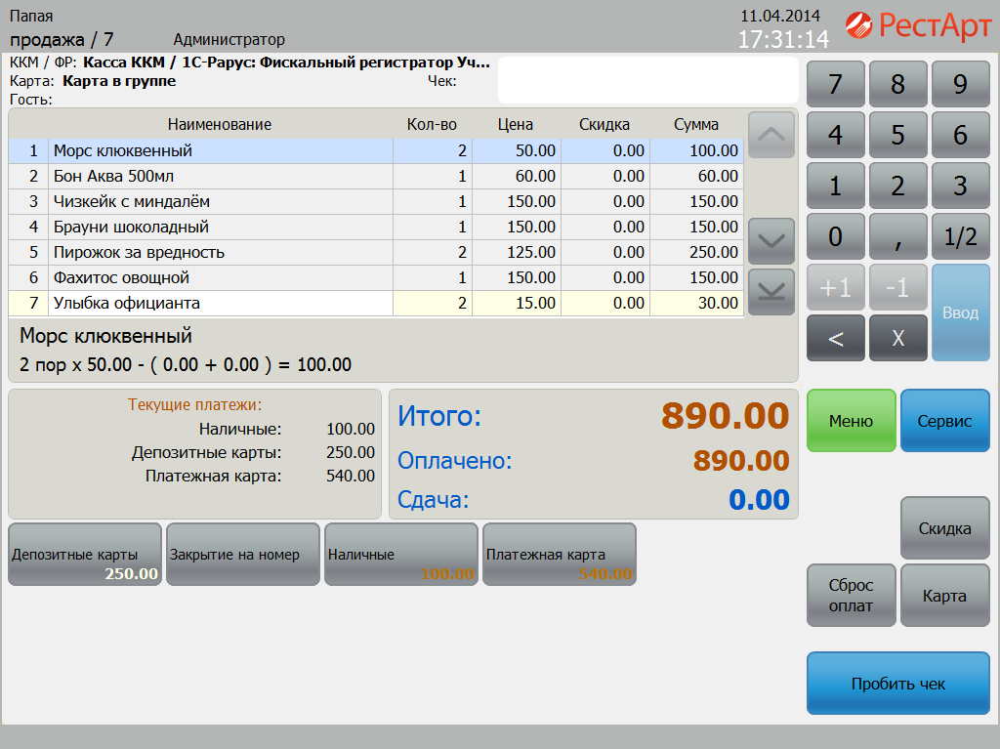 Папая
11.04.2014
РестАрт
продажа / 7 Администратор
17:31:14
ККМ / ФР: Касса ККМ / 1С-Рарус: Фискальный регистратор Уч...
Карта: Карта в группе Чек:
Гость:
Наименование Кол-во Цена Скидка Сумма
1 Морс клюквенный 2 50.00 0.00 100.00
2 Бон Аква 500мл 1 60.00 0.00 60.00
3 Чизкейк с миндалём 1 150.00 0.00 150.00
4 Брауни шоколадный 1 150.00 0.00 150.00
5 Пирожок за вредность 2 125.00 0.00 250.00
6 Фахитос овощной 1 150.00 0.00 150.00
7 Улыбка официанта 2 15.00 0.00 30.00
Морс клюквенный
2 пор x 50.00 - ( 0.00 + 0.00 ) = 100.00
7 8 9
4 5 6
1 2 3
0 , 1/2
+1 -1 Ввод
< X
Текущие платежи:
Наличные: 100.00
Депозитные карты: 250.00
Платежная карта: 540.00
Итого: 890.00
Оплачено: 890.00
Сдача: 0.00
Меню Сервис
Депозитные карты 250.00
Закрытие на номер
Наличные 100.00
Платежная карта 540.00
Скидка
Сброс
оплат
Карта
Пробить чек